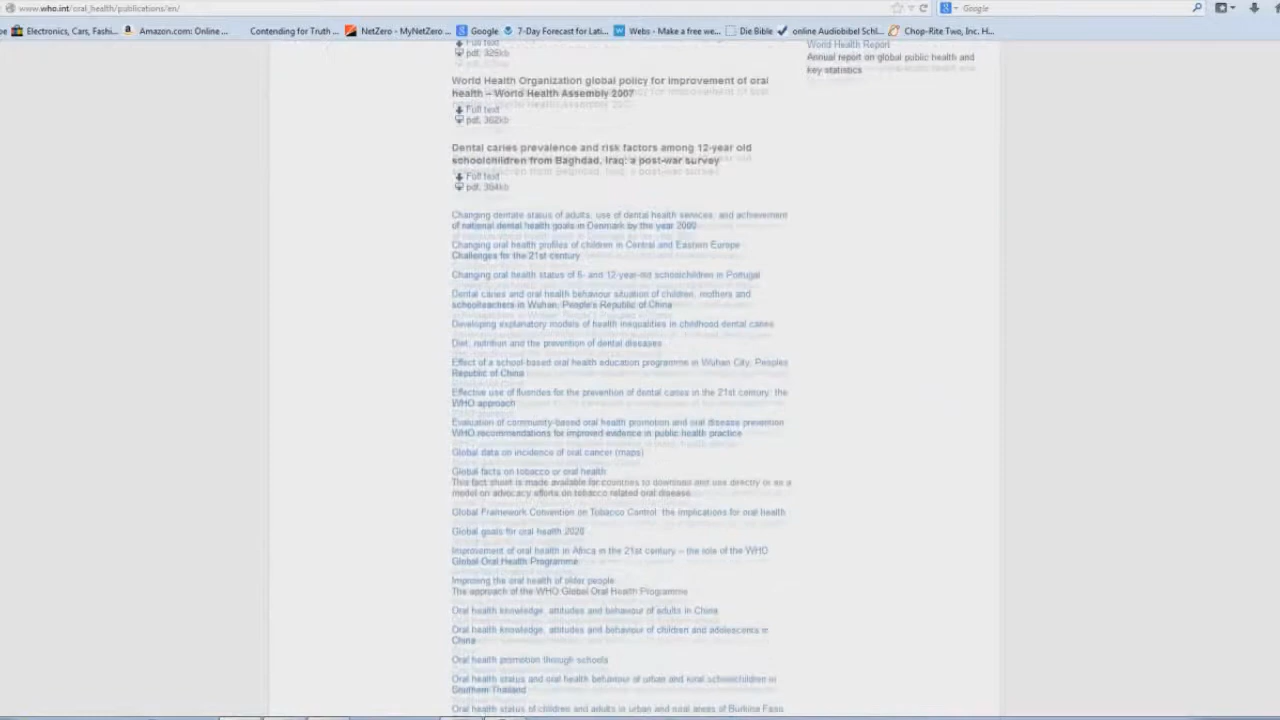 www.who.int/oral_health/publications/en/
Google
Electronics, Cars, Fashi...
Amazon.com: Online ...
Contending for Truth ...
NetZero - MyNetZero ...
Google
7-Day Forecast for Lati...
Webs - Make a free we...
Die Bible
online Audiobibel Schl...
Chop-Rite Two, Inc. H...
Full text
pdf, 326kb
World Health Report
Annual report on global public health and
key statistics
World Health Organization global policy for improvement of oral
health – World Health Assembly 2007
Full text
pdf, 362kb
Dental caries prevalence and risk factors among 12-year old
schoolchildren from Baghdad, Iraq: a post-war survey
Full text
pdf, 384kb
Changing dentate status of adults, use of dental health services, and achievement
of national dental health goals in Denmark by the year 2000
Changing oral health profiles of children in Central and Eastern Europe
Challenges for the 21st century
Changing oral health status of 6- and 12-year-old schoolchildren in Portugal
Dental caries and oral health behaviour situation of children, mothers and
schoolteachers in Wuhan, People's Republic of China
Developing explanatory models of health inequalities in childhood dental caries
Diet, nutrition and the prevention of dental diseases
Effect of a school-based oral health education programme in Wuhan City, Peoples
Republic of China
Effective use of fluorides for the prevention of dental caries in the 21st century: the
WHO approach
Evaluation of community-based oral health promotion and oral disease prevention
WHO recommendations for improved evidence in public health practice
Global data on incidence of oral cancer (maps)
Global facts on tobacco or oral health
This fact sheet is made available for countries to download and use directly or as a
model on advocacy efforts on tobacco related oral disease.
Global Framework Convention on Tobacco Control: the implications for oral health
Global goals for oral health 2020
Improvement of oral health in Africa in the 21st century – the role of the WHO
Global Oral Health Programme
Improving the oral health of older people
The approach of the WHO Global Oral Health Programme
Oral health knowledge, attitudes and behaviour of adults in China
Oral health knowledge, attitudes and behaviour of children and adolescents in
China
Oral health promotion through schools
Oral health status and oral health behaviour of urban and rural schoolchildren in
Southern Thailand
Oral health status of children and adults in urban and rural areas of Burkina Faso,